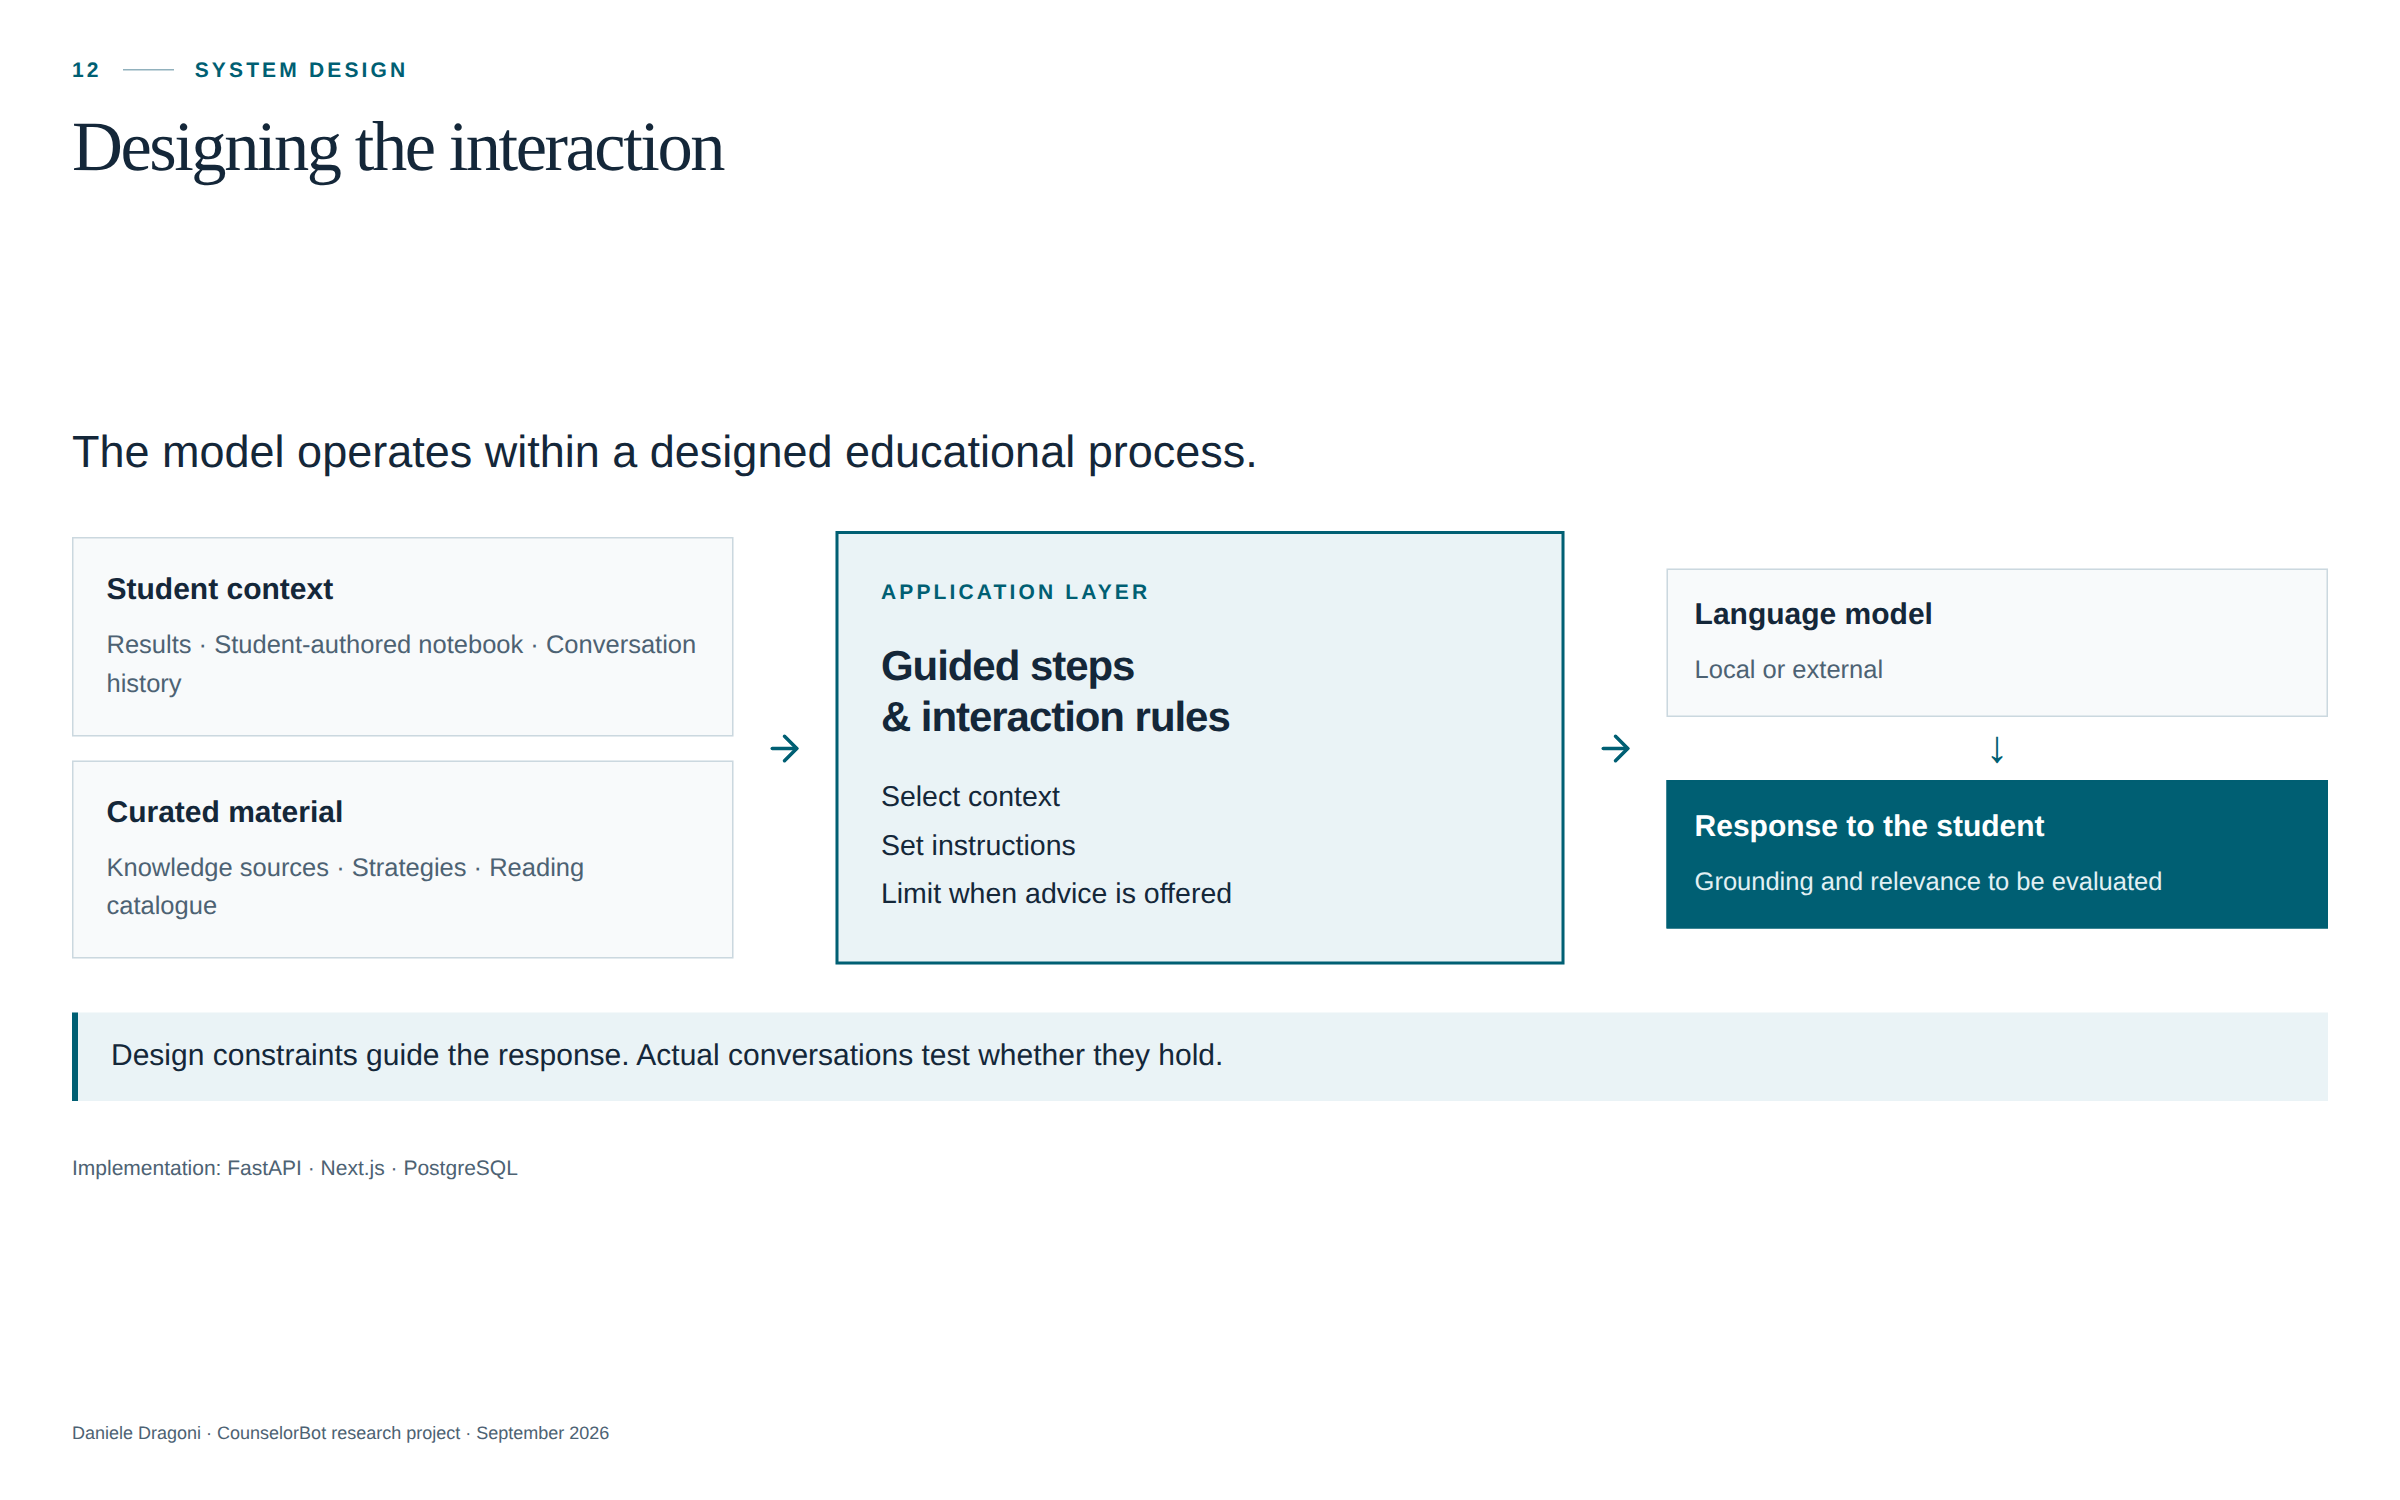 12 SYSTEM DESIGN
Designing the interaction
The model operates within a designed educational process.
Student context
Results · Student-authored notebook · Conversation
history
Curated material
Knowledge sources · Strategies · Reading
catalogue
→
APPLICATION LAYER
Guided steps
& interaction rules
Select context
Set instructions
Limit when advice is offered
→
Language model
Local or external
↓
Response to the student
Grounding and relevance to be evaluated
Design constraints guide the response. Actual conversations test whether they hold.
Implementation: FastAPI · Next.js · PostgreSQL
Daniele Dragoni · CounselorBot research project · September 2026